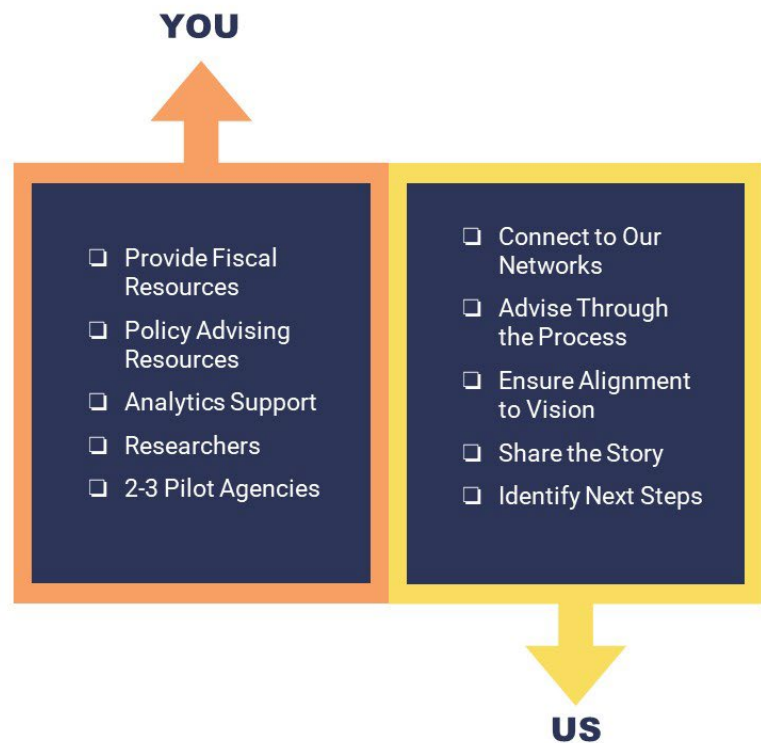 YOU
❏ Provide Fiscal
Resources
❏ Policy Advising
Resources
❏ Analytics Support
❏ Researchers
❏ 2-3 Pilot Agencies
❏ Connect to Our
Networks
❏ Advise Through
the Process
❏ Ensure Alignment
to Vision
❏ Share the Story
❏ Identify Next Steps
US